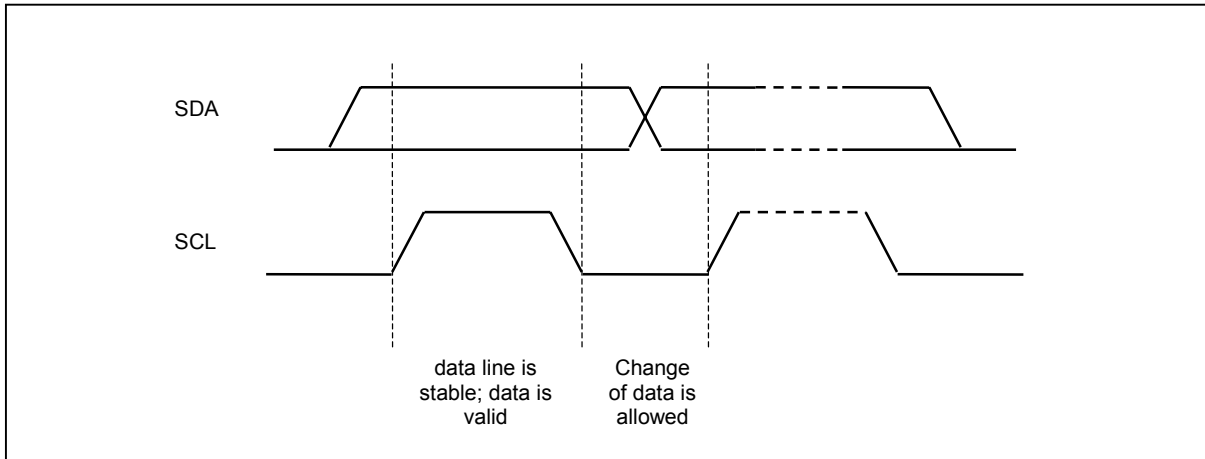 SDA
SCL
data line is
stable; data is
valid
Change
of data is
allowed